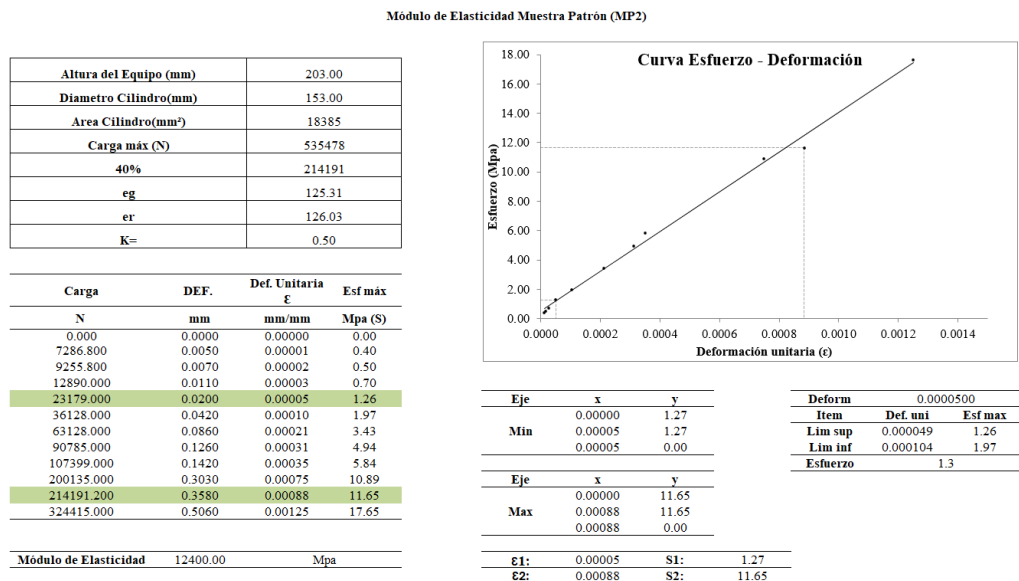 Módulo de Elasticidad Muestra Patrón (MP2)
Altura del Equipo (mm) 203.00
Diametro Cilindro(mm) 153.00
Area Cilindro(mm²) 18385
Carga máx (N) 535478
40% 214191
eg 125.31
er 126.03
K= 0.50
Carga DEF. Def. Unitaria Ɛ Esf máx
N mm mm/mm Mpa (S)
0.000 0.0000 0.00000 0.00
7286.800 0.0050 0.00001 0.40
9255.800 0.0070 0.00002 0.50
12890.000 0.0110 0.00003 0.70
23179.000 0.0200 0.00005 1.26
36128.000 0.0420 0.00010 1.97
63128.000 0.0860 0.00021 3.43
90785.000 0.1260 0.00031 4.94
107399.000 0.1420 0.00035 5.84
200135.000 0.3030 0.00075 10.89
214191.200 0.3580 0.00088 11.65
324415.000 0.5060 0.00125 17.65
Módulo de Elasticidad 12400.00 Mpa
Curva Esfuerzo - Deformación
Esfuerzo (Mpa)
18.00
16.00
14.00
12.00
10.00
8.00
6.00
4.00
2.00
0.00
0.0000 0.0002 0.0004 0.0006 0.0008 0.0010 0.0012 0.0014
Deformación unitaria (ε)
Eje x y
0.00000 1.27
Min 0.00005 1.27
0.00005 0.00
Eje x y
0.00000 11.65
Max 0.00088 11.65
0.00088 0.00
Ɛ1: 0.00005 S1: 1.27
Ɛ2: 0.00088 S2: 11.65
Deform 0.0000500
Item Def. uni Esf max
Lim sup 0.000049 1.26
Lim inf 0.000104 1.97
Esfuerzo 1.3